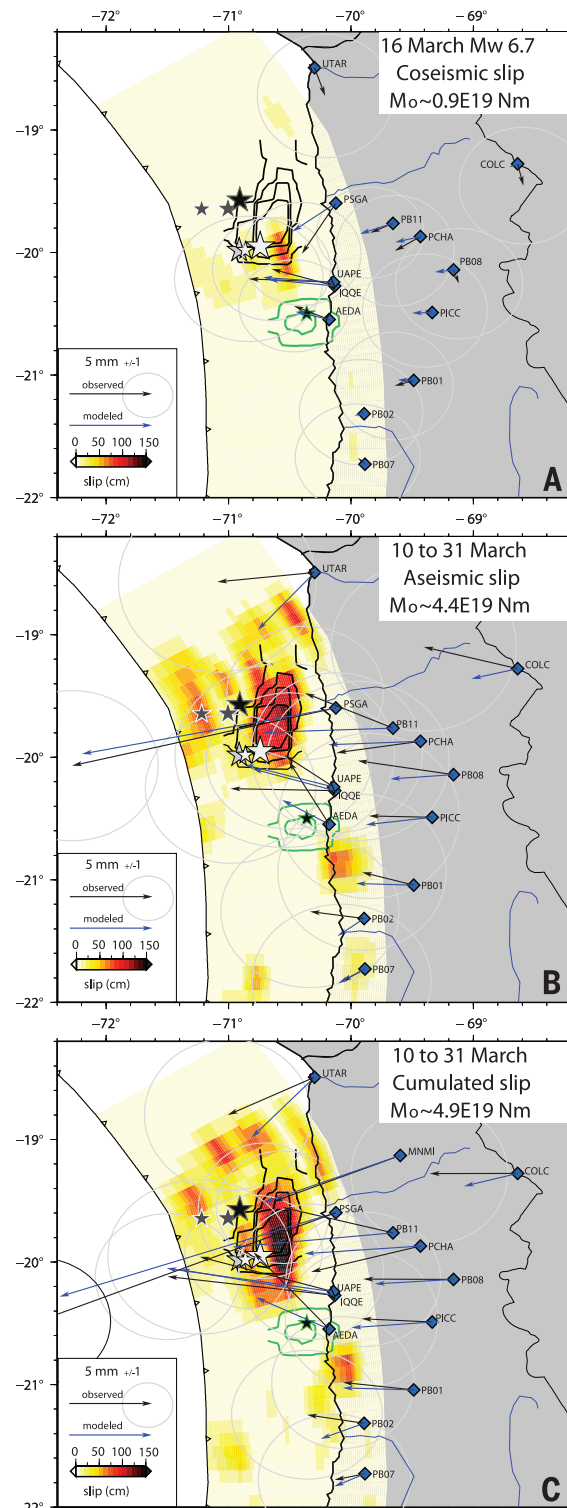 −72 −71 −70 −69
16 March Mw 6.7
Coseismic slip
Mo~0.9E19 Nm
UTAR
−19°
COLC
PSGA
PB11
PCHA
−20°
PB08
UAPE
IQQE
AEDA
PICC
5 mm +/-1
observed
−21°
PB01
modeled
PB02
0 50 100 150
slip (cm)
PB07
−22°
A
−72° −71° −70° −69°
10 to 31 March
Aseismic slip
Mo~4.4E19 Nm
UTAR
−19°
COLC
PSGA
PB11
PCHA
−20°
PB08
UAPE
IQQE
AEDA
PICC
5 mm +/-1
observed
−21°
PB01
modeled
PB02
0 50 100 150
slip (cm)
PB07
−22°
B
−72° −71° −70° −69°
10 to 31 March
Cumulated slip
Mo~4.9E19 Nm
UTAR
−19°
MNMI
COLC
PSGA
PB11
PCHA
−20°
PB08
UAPE
IQQE
AEDA
PICC
5 mm +/-1
observed
−21°
PB01
modeled
PB02
0 50 100 150
slip (cm)
PB07
−22°
C